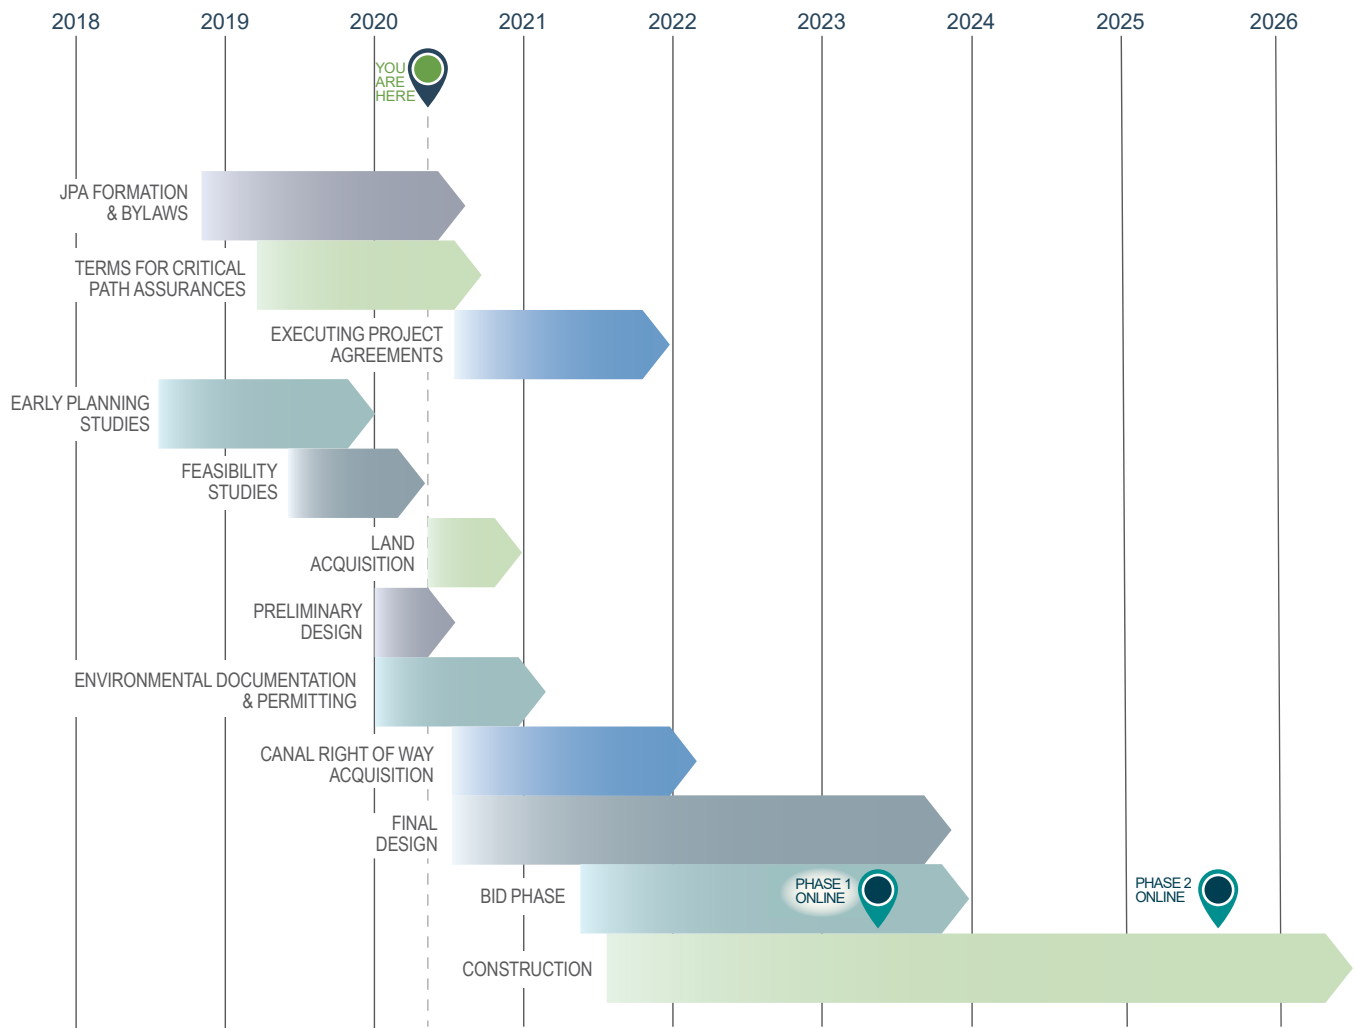 2018 2019 2020 2021 2022 2023 2024 2025 2026
YOU
ARE
HERE
JPA FORMATION
& BYLAWS
TERMS FOR CRITICAL
PATH ASSURANCES
EXECUTING PROJECT
AGREEMENTS
EARLY PLANNING
STUDIES
FEASIBILITY
STUDIES
LAND
ACQUISITION
PRELIMINARY
DESIGN
ENVIRONMENTAL DOCUMENTATION
& PERMITTING
CANAL RIGHT OF WAY
ACQUISITION
FINAL
DESIGN
BID PHASE
PHASE 1
ONLINE
PHASE 2
ONLINE
CONSTRUCTION